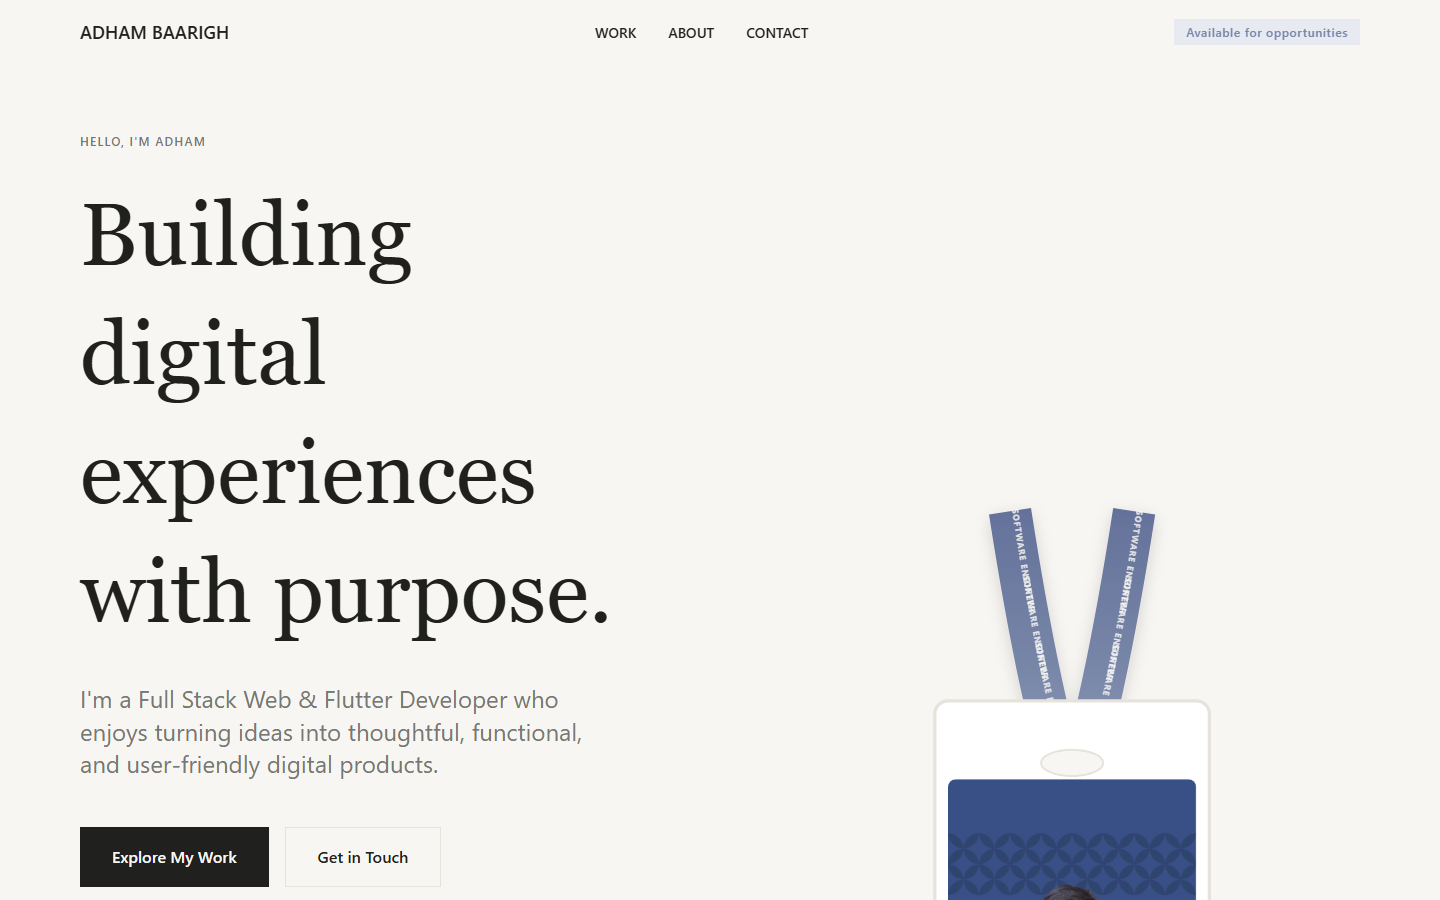 ADHAM BAARIGH
WORK
ABOUT
CONTACT
Available for opportunities
HELLO, I'M ADHAM
Building
digital
experiences
with purpose.
I'm a Full Stack Web & Flutter Developer who
enjoys turning ideas into thoughtful, functional,
and user-friendly digital products.
Explore My Work
Get in Touch
SOFTWARE
SOFTWARE